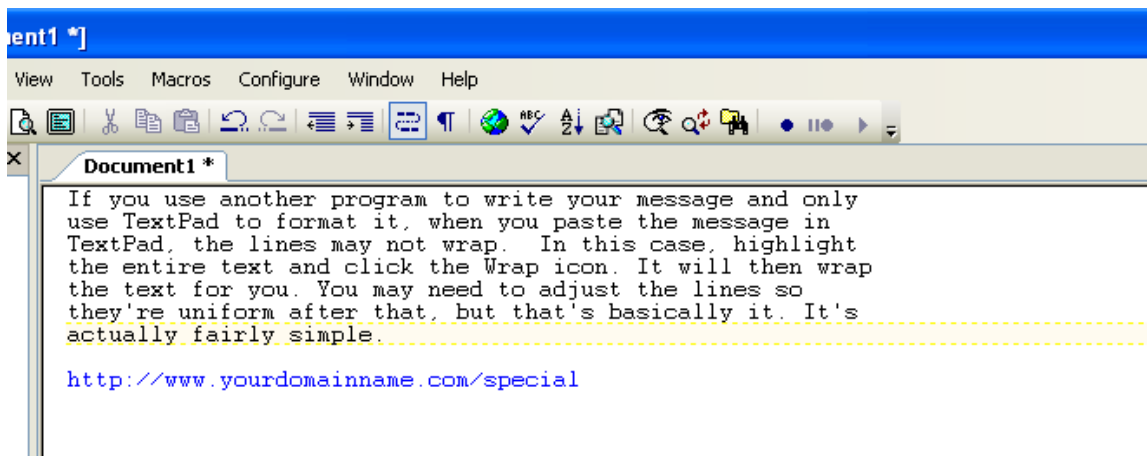 ent1 *]
View Tools Macros Configure Window Help
ABC A Z
Document1 *
If you use another program to write your message and only
use TextPad to format it, when you paste the message in
TextPad, the lines may not wrap.  In this case, highlight
the entire text and click the Wrap icon. It will then wrap
the text for you. You may need to adjust the lines so
they're uniform after that, but that's basically it. It's
actually fairly simple.
http://www.yourdomainname.com/special